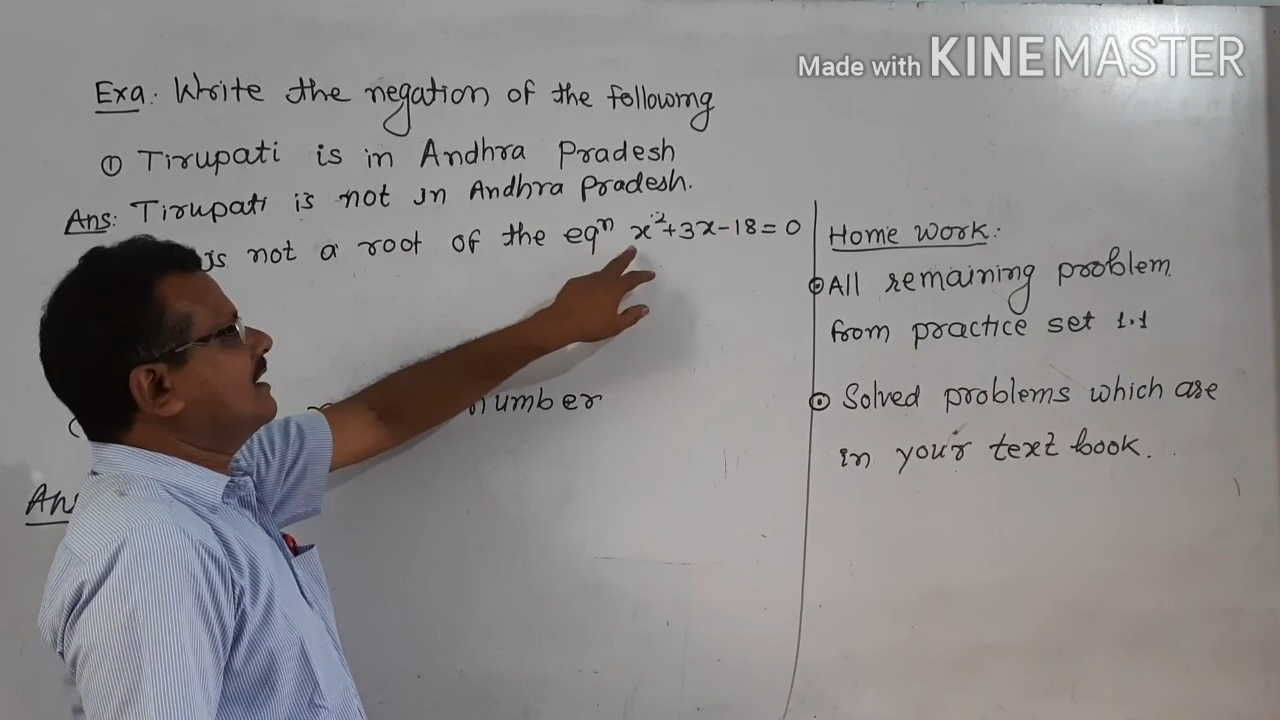 Made with KINEMASTER
Exa. Write the negation of the following
① Tirupati is in Andhra Pradesh
Ans: Tirupati is not in Andhra Pradesh.
is not a root of the eqⁿ x²+3x-18=0
number
An
Home work:
⊙ All remaining problem
from practice set 1.1
⊙ Solved problems which are
in your text book.